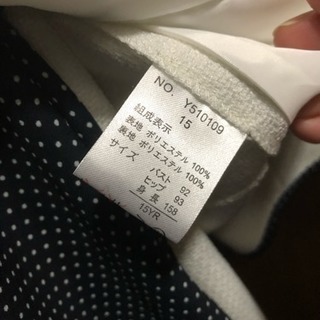 NO. Y510109
15
組成表示
表地 ポリエステル 100%
裏地 ポリエステル 100%
サイズ
バスト 92
ヒップ 93
身長 158
15YR